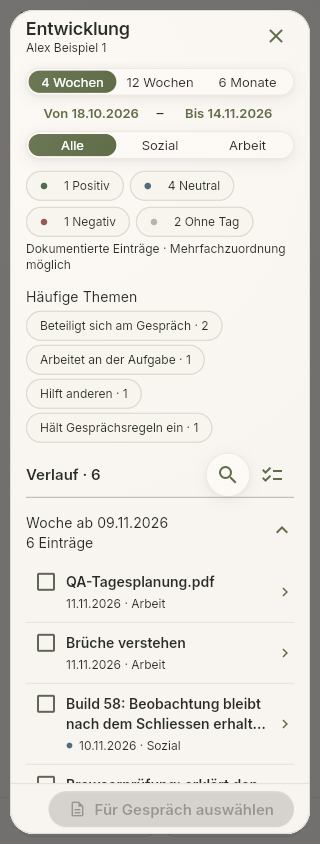 Entwicklung
Alex Beispiel 1
4 Wochen 12 Wochen 6 Monate
Von 18.10.2026 – Bis 14.11.2026
Alle Sozial Arbeit
1 Positiv 4 Neutral
1 Negativ 2 Ohne Tag
Dokumentierte Einträge · Mehrfachzuordnung
möglich
Häufige Themen
Beteiligt sich am Gespräch · 2
Arbeitet an der Aufgabe · 1
Hilft anderen · 1
Hält Gesprächsregeln ein · 1
Verlauf · 6
Woche ab 09.11.2026
6 Einträge
QA-Tagesplanung.pdf
11.11.2026 · Arbeit
Brüche verstehen
11.11.2026 · Arbeit
Build 58: Beobachtung bleibt
nach dem Schliessen erhalt...
10.11.2026 · Sozial
Für Gespräch auswählen